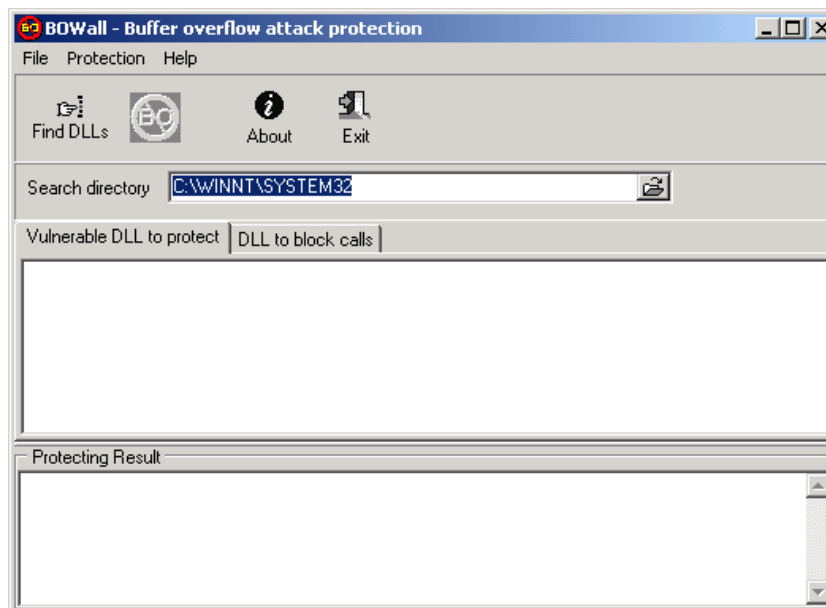 BOWall - Buffer overflow attack protection
File Protection Help
Find DLLs
BO
About
Exit
Search directory
C:\WINNT\SYSTEM32
Vulnerable DLL to protect
DLL to block calls
Protecting Result